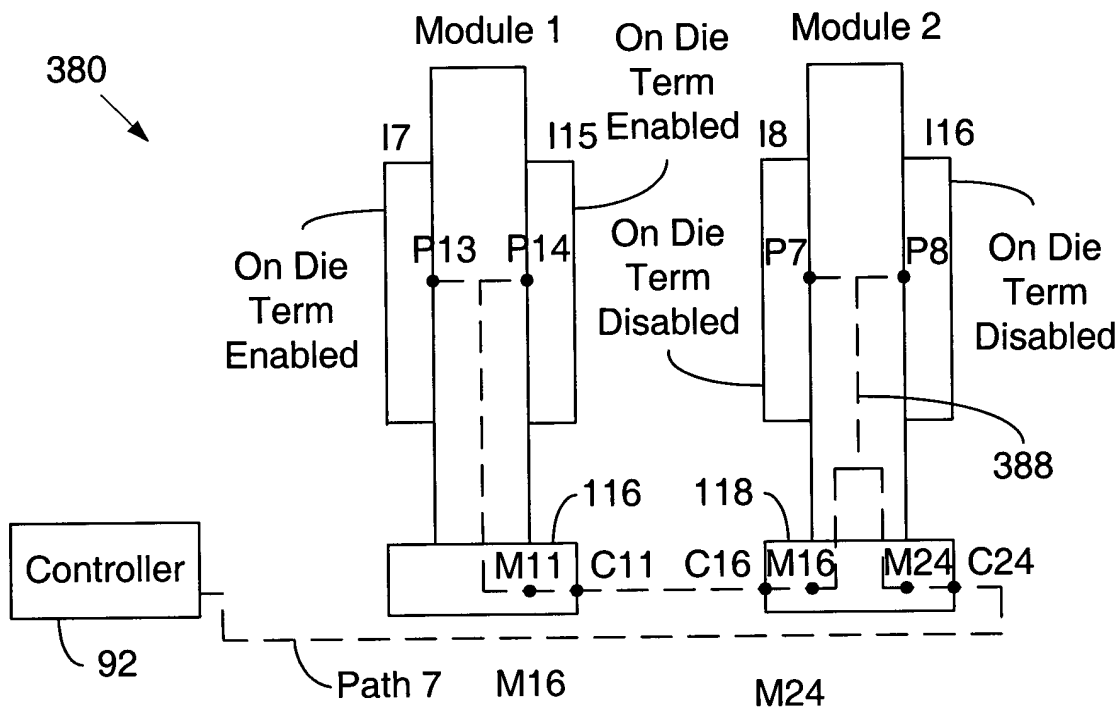 Module 1
On Die
Term
Enabled
Module 2
380
I7
I15
I8
I16
P13
P14
P7
P8
On Die
Term
Enabled
On Die
Term
Disabled
On Die
Term
Disabled
388
116
118
Controller
M11
C11
C16
M16
M24
C24
92
Path 7
M16
M24